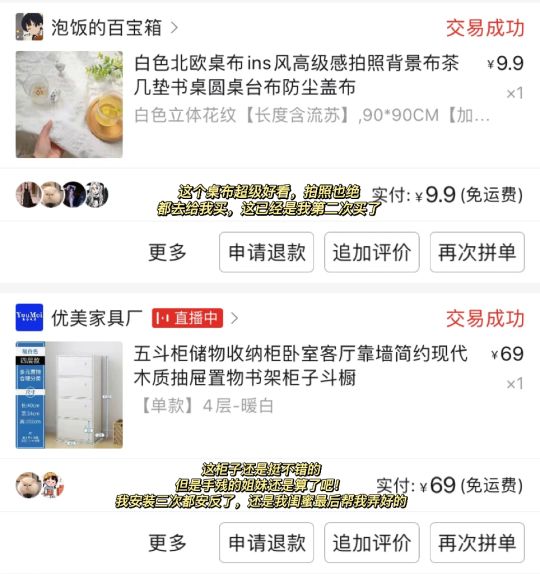 泡饭的百宝箱
交易成功
白色北欧桌布ins风高级感拍照背景布茶
¥9.9
几垫书桌圆桌台布防尘盖布
×1
白色立体花纹【长度含流苏】,90*90CM【加...
这个桌布超级好看，拍照也绝
实付: ¥9.9 (免运费)
都去给我买，这已经是我第二次买了
更多
申请退款
追加评价
再次拼单
YouMei
优美家具厂
直播中
交易成功
四层款
五斗柜储物收纳柜卧室客厅靠墙简约现代
¥69
木质抽屉置物书架柜子斗橱
×1
【单款】4层-暖白
这柜子还是挺不错的
但是手残的姐妹还是算了吧！
实付: ¥69 (免运费)
我安装三次都安反了，还是我闺蜜最后帮我弄好的
更多
申请退款
追加评价
再次拼单